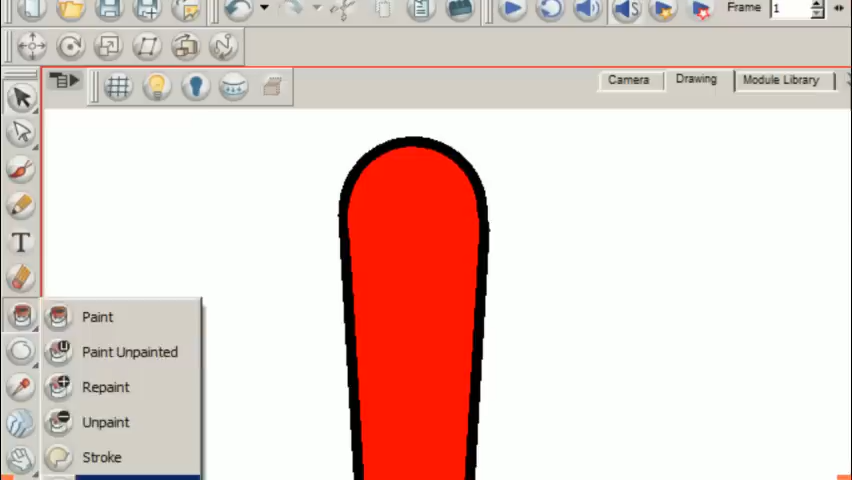 Frame 1
Camera Drawing Module Library
T
Paint
Paint Unpainted
Repaint
Unpaint
Stroke